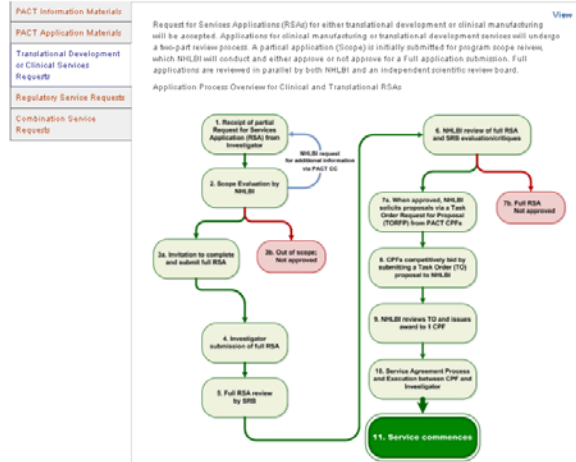 PACT Information Materials
PACT Application Materials
Translational Development
or Clinical Services
Requests
Regulatory Service Requests
Combination Service
Requests
View
Request for Services Applications (RSAs) for either translational development or clinical manufacturing
will be accepted. Applications for clinical manufacturing or translational development services will undergo
a two-part review process. A partical application (Scope) is initially submitted for program scope reivew,
which NHLBI will conduct and either approve or not approve for a Full application submission. Full
applications are reviewed in parallel by both NHLBI and an independent scientific review board.
Application Process Overview for Clinical and Translational RSAs
1. Receipt of partial
Request for Services
Application (RSA) from
Investigator
NHLBI request
for additional information
via PACT CC
2. Scope Evaluation by
NHLBI
3a. Invitation to complete
and submit full RSA
3b. Out of scope;
Not approved
4. Investigator
submission of full RSA
5. Full RSA review
by SRB
6. NHLBI review of full RSA
and SRB evaluation/critiques
7a. When approved, NHLBI
solicits proposals via a Task
Order Request for Proposal
(TORFP) from PACT CPFs
7b. Full RSA
Not approved
8. CPFs competitively bid by
submitting a Task Order (TO)
proposal to NHLBI
9. NHLBI reviews TO and issues
award to 1 CPF
10. Service Agreement Process
and Execution between CPF and
Investigator
11. Service commences